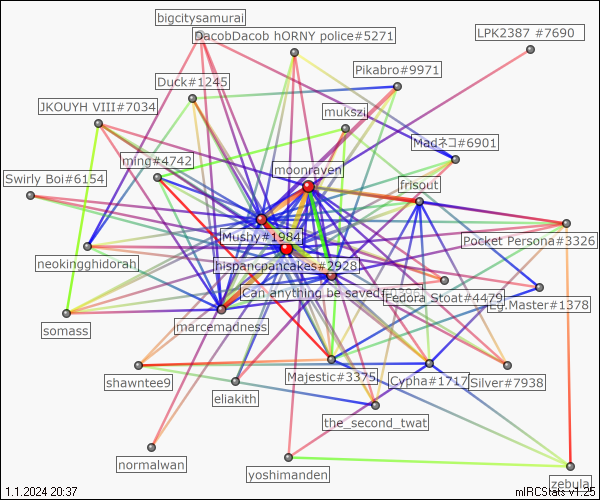 bigcitysamurai
DacobDacob hORNY police#5271
LPK2387 #7690
Pikabro#9971
Duck#1245
JKOUYH VIII#7034
mukszi
Madネコ#6901
ming#4742
moonraven
Swirly Boi#6154
frisout
Mushy#1984
Pocket Persona#3326
neokinghidorah
hispancpancakes#2928
Can anything be saved
Fedora Stoat#4479
Lg.Master#1378
somass
marcemadness
Majestic#3375
Cypha#1717
Silver#7938
shawntee9
eliakith
the_second_twat
normalwan
yoshimanden
zebula
1.1.2024 20:37
mIRCStats v1.25